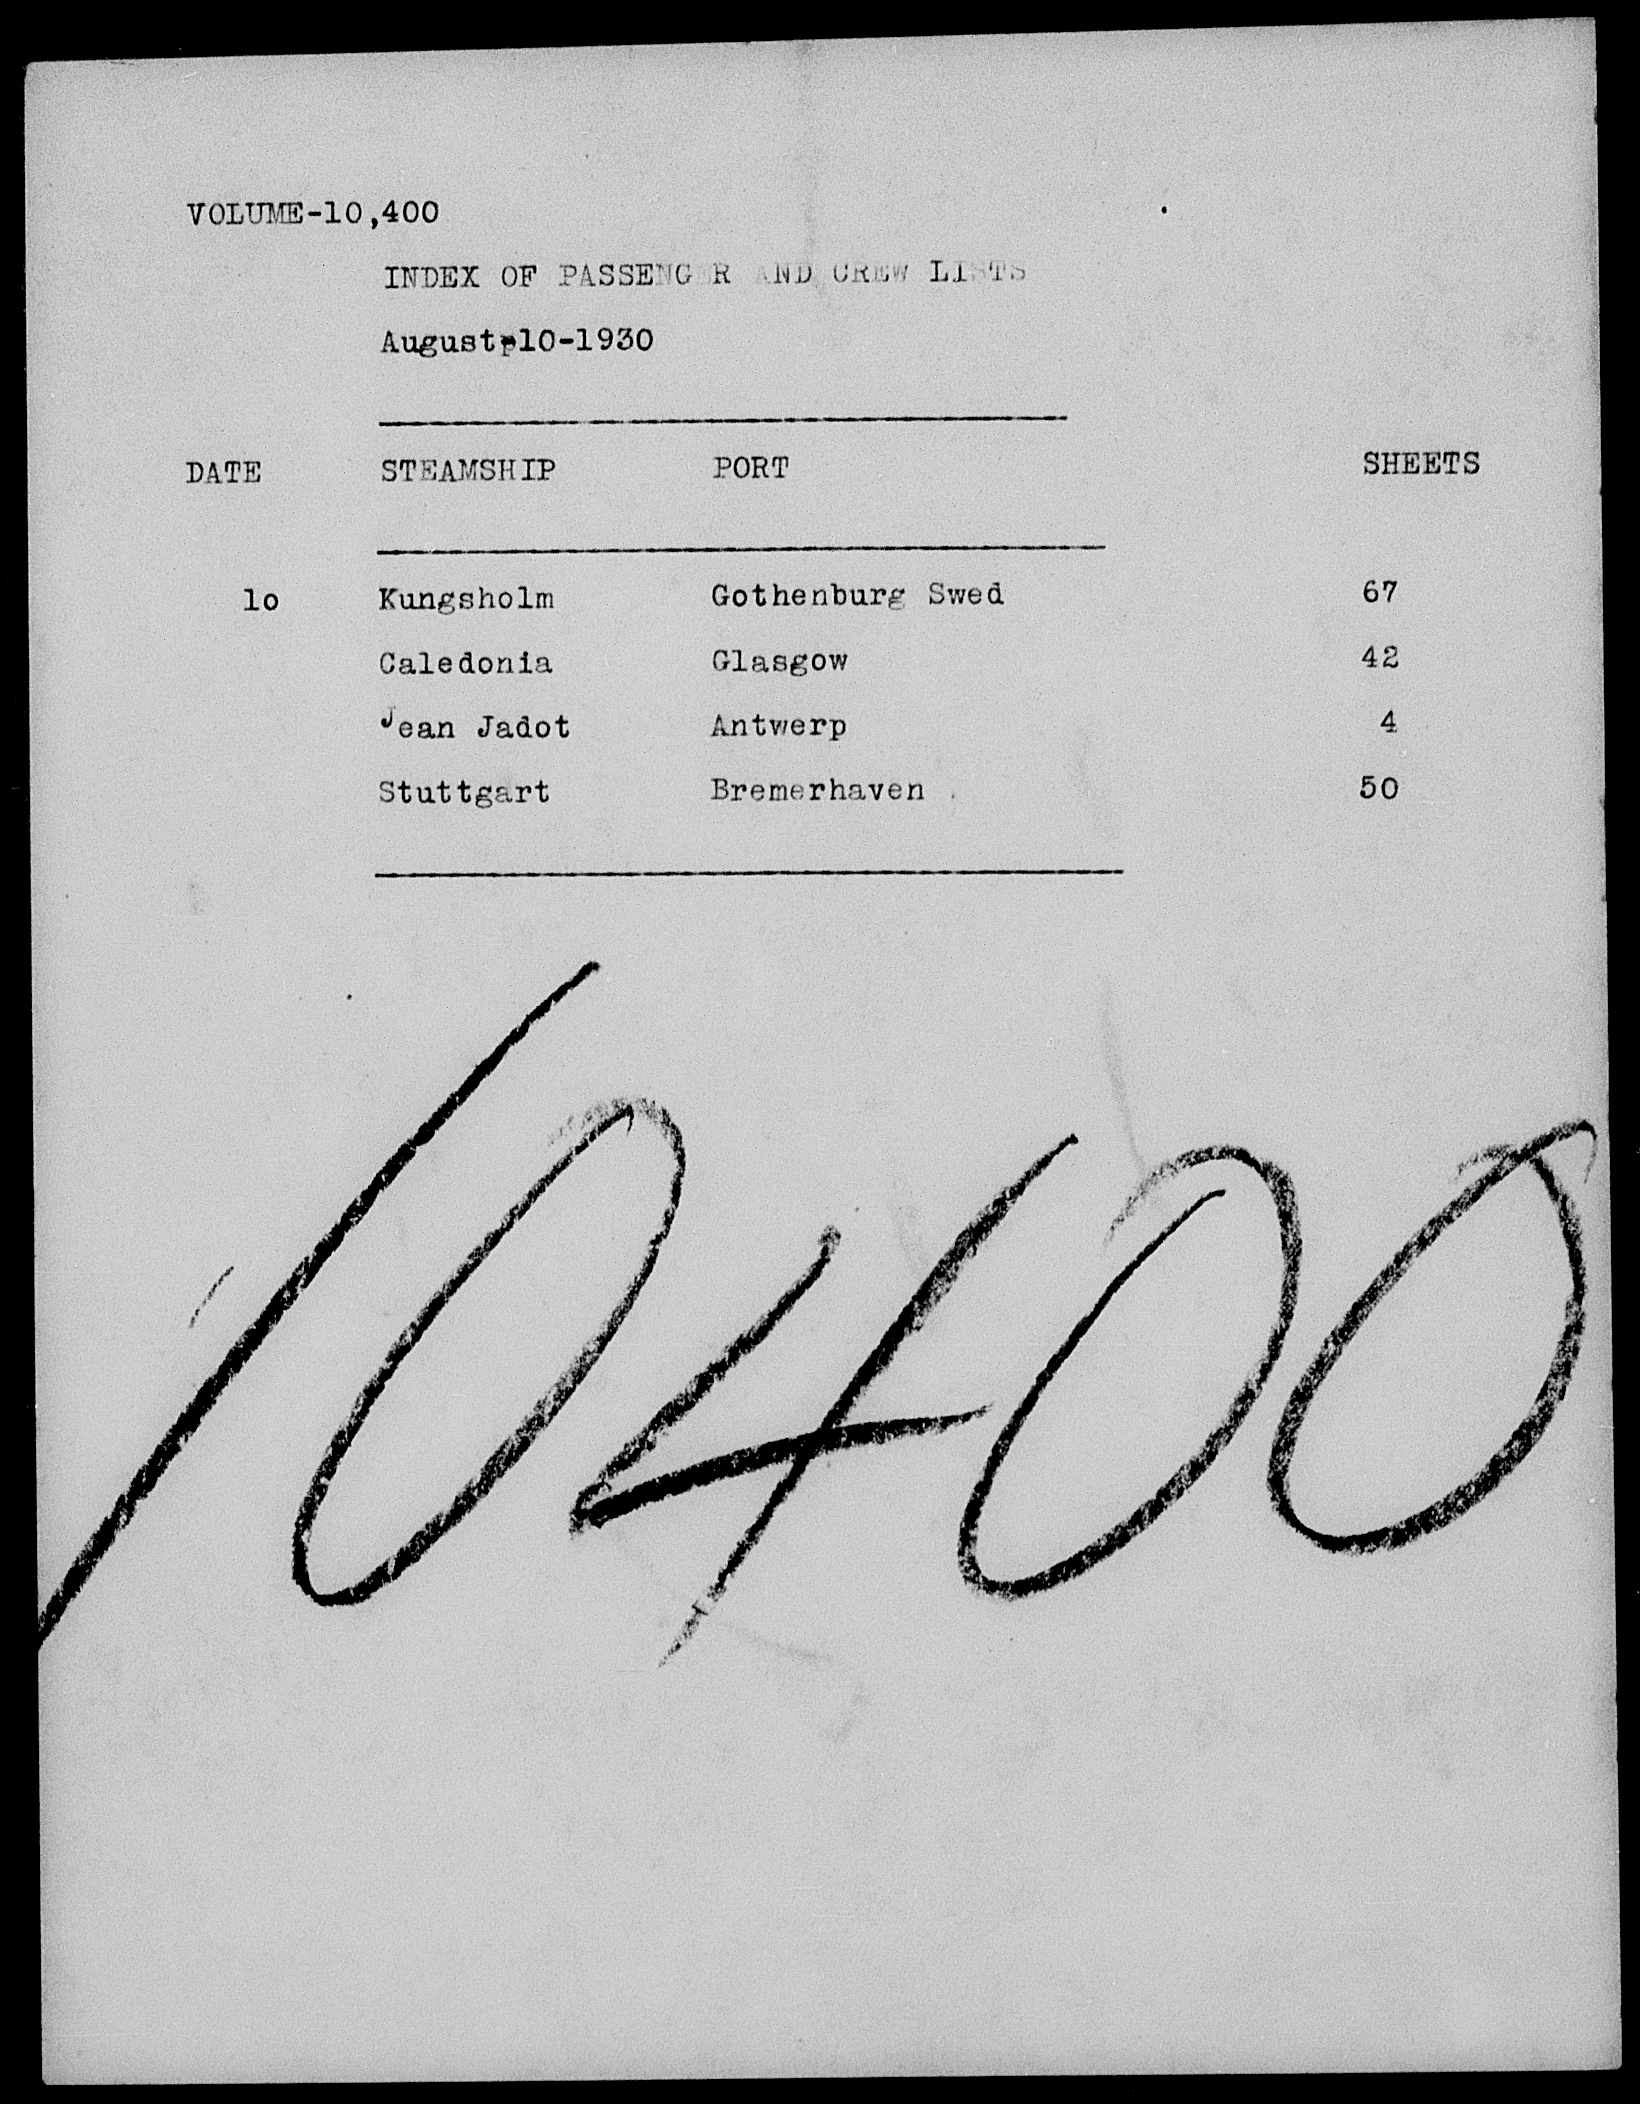 VOLUME-10,400
INDEX OF PASSENGER AND CREW LISTS
August-10-1930
DATE STEAMSHIP PORT SHEETS
lo Kungsholm Gothenburg Swed 67
Caledonia Glasgow 42
Jean Jadot Antwerp 4
Stuttgart Bremerhaven 50
10400